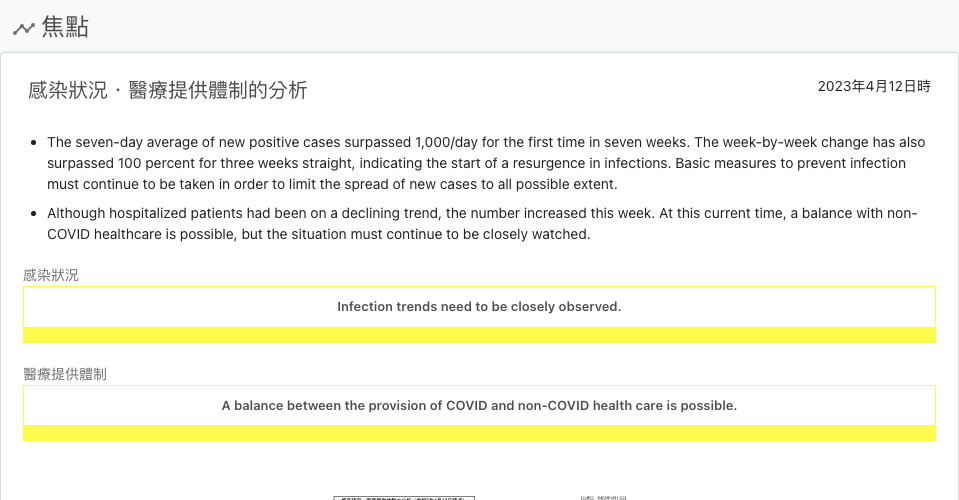 焦點
感染狀況・醫療提供體制的分析
2023年4月12日時
The seven-day average of new positive cases surpassed 1,000/day for the first time in seven weeks. The week-by-week change has also
surpassed 100 percent for three weeks straight, indicating the start of a resurgence in infections. Basic measures to prevent infection
must continue to be taken in order to limit the spread of new cases to all possible extent.
Although hospitalized patients had been on a declining trend, the number increased this week. At this current time, a balance with non-
COVID healthcare is possible, but the situation must continue to be closely watched.
感染狀況
Infection trends need to be closely observed.
醫療提供體制
A balance between the provision of COVID and non-COVID health care is possible.